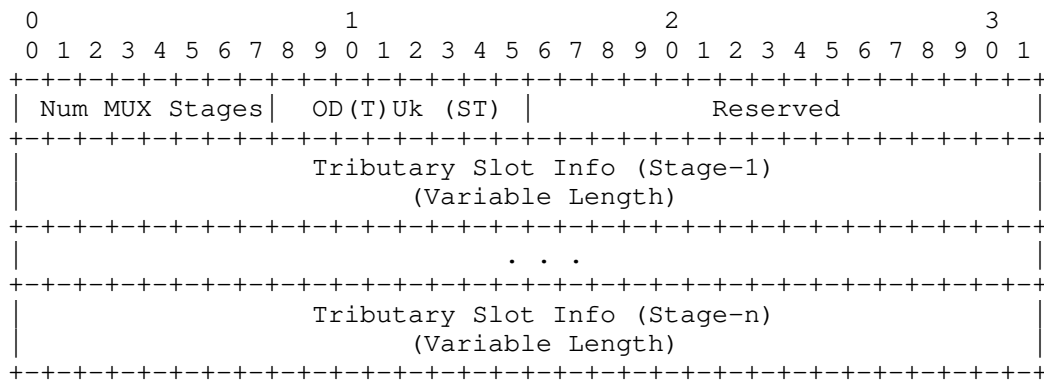 0                   1                   2                   3
0 1 2 3 4 5 6 7 8 9 0 1 2 3 4 5 6 7 8 9 0 1 2 3 4 5 6 7 8 9 0 1
+-+-+-+-+-+-+-+-+-+-+-+-+-+-+-+-+-+-+-+-+-+-+-+-+-+-+-+-+-+-+-+-+
| Num MUX Stages|  OD(T)Uk (ST) |           Reserved            |
+-+-+-+-+-+-+-+-+-+-+-+-+-+-+-+-+-+-+-+-+-+-+-+-+-+-+-+-+-+-+-+-+
|                  Tributary Slot Info (Stage-1)                |
|                        (Variable Length)                      |
+-+-+-+-+-+-+-+-+-+-+-+-+-+-+-+-+-+-+-+-+-+-+-+-+-+-+-+-+-+-+-+-+
|                              . . .                            |
+-+-+-+-+-+-+-+-+-+-+-+-+-+-+-+-+-+-+-+-+-+-+-+-+-+-+-+-+-+-+-+-+
|                  Tributary Slot Info (Stage-n)                |
|                        (Variable Length)                      |
+-+-+-+-+-+-+-+-+-+-+-+-+-+-+-+-+-+-+-+-+-+-+-+-+-+-+-+-+-+-+-+-+